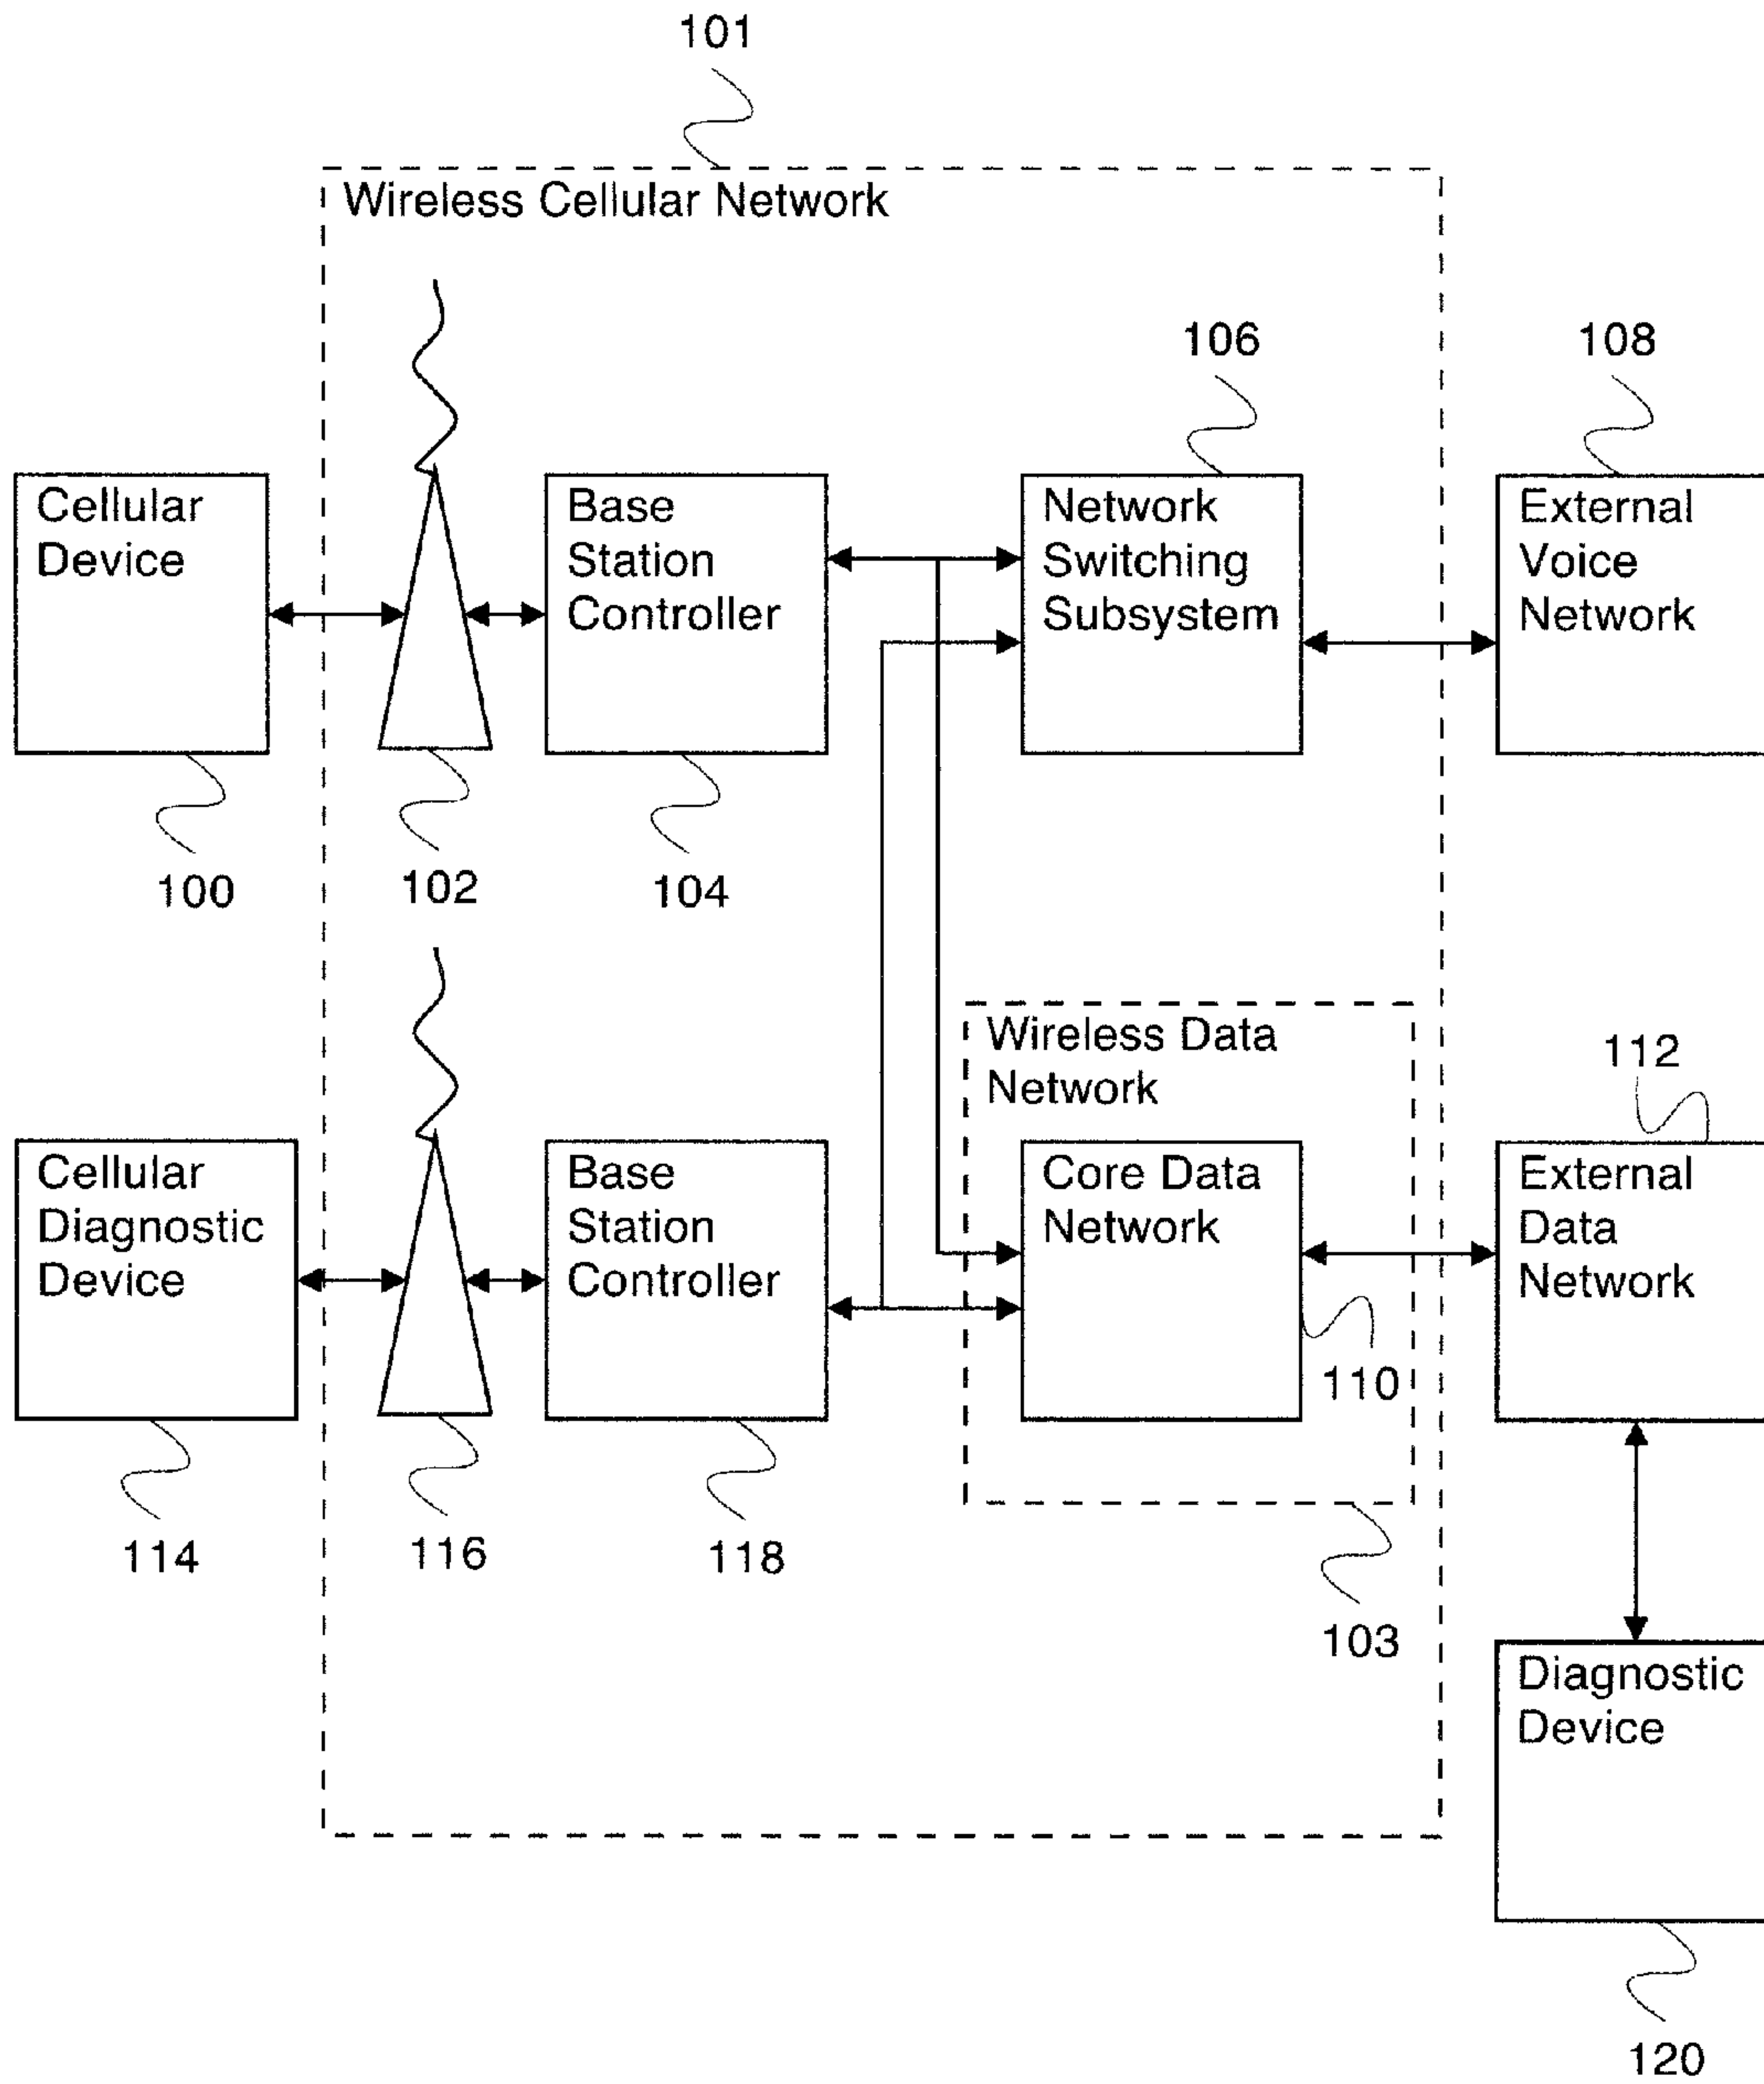 101
Wireless Cellular Network
106
108
Cellular
Device
Base
Station
Controller
Network
Switching
Subsystem
External
Voice
Network
100
102
104
Wireless Data
Network
112
Cellular
Diagnostic
Device
Base
Station
Controller
Core Data
Network
External
Data
Network
110
114
116
118
103
Diagnostic
Device
120